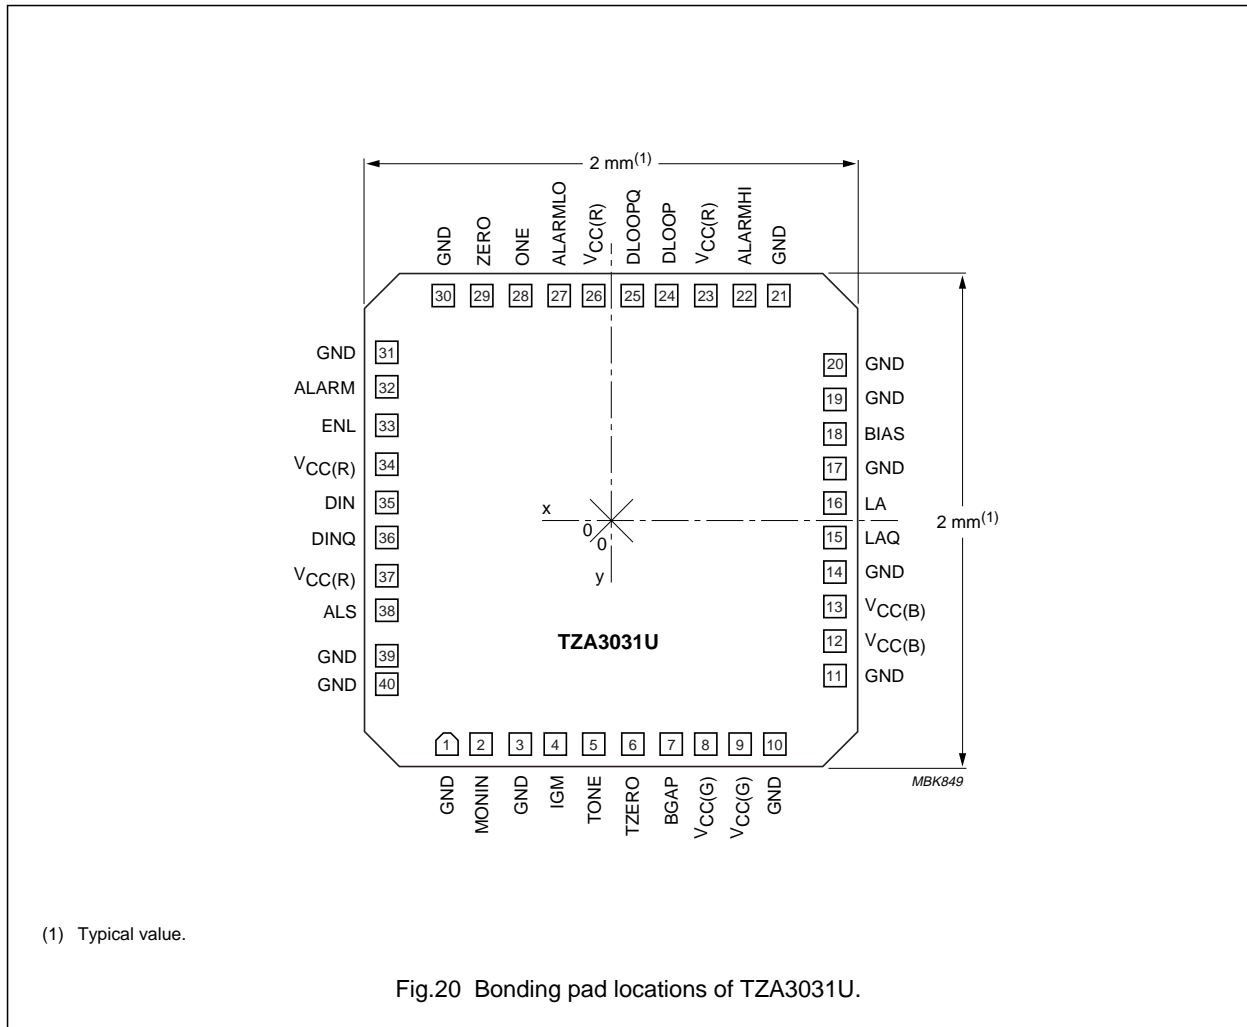 2 mm(1)
GND
ZERO
ONE
ALARMLO
VCC(R)
DLOOPQ
DLOOP
VCC(R)
ALARMHI
GND
30
29
28
27
26
25
24
23
22
21
GND 31
ALARM 32
ENL 33
VCC(R) 34
DIN 35
DINQ 36
VCC(R) 37
ALS 38
GND 39
GND 40
20 GND
19 GND
18 BIAS
17 GND
16 LA
15 LAQ
14 GND
13 VCC(B)
12 VCC(B)
11 GND
2 mm(1)
x
0
0
y
TZA3031U
1
2
3
4
5
6
7
8
9
10
GND
MONIN
GND
IGM
TONE
TZERO
BGAP
VCC(G)
VCC(G)
GND
MBK849
(1) Typical value.
Fig.20 Bonding pad locations of TZA3031U.